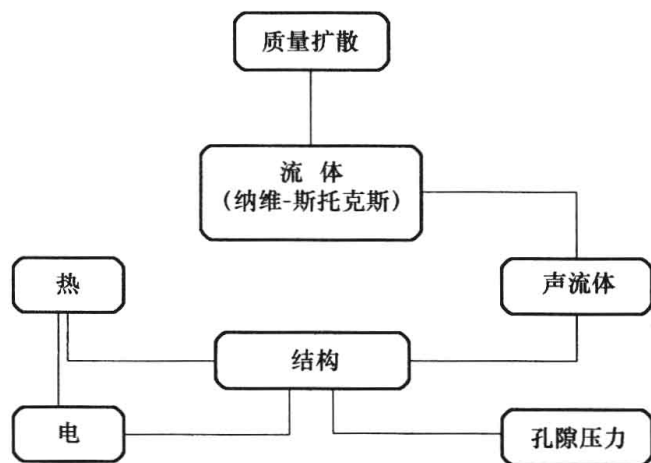 质量扩散
流 体
(纳维-斯托克斯)
热
声流体
结构
电
孔隙压力